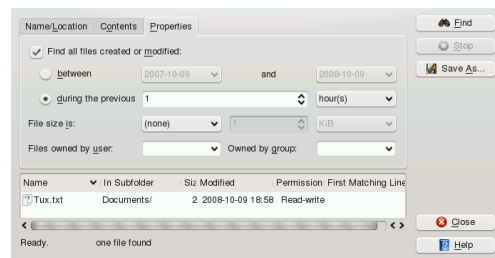 Name/Location Contents Properties
Find
Find all files created or modified:
Stop
between 2007-10-09 and 2008-10-09
Save As...
during the previous 1 hour(s)
File size is: (none) 1 KiB
Files owned by user: Owned by group:
Name In Subfolder Siz Modified Permission First Matching Line
Tux.txt Documents/ 2 2008-10-09 18:58 Read-write
Close
Ready. one file found
Help